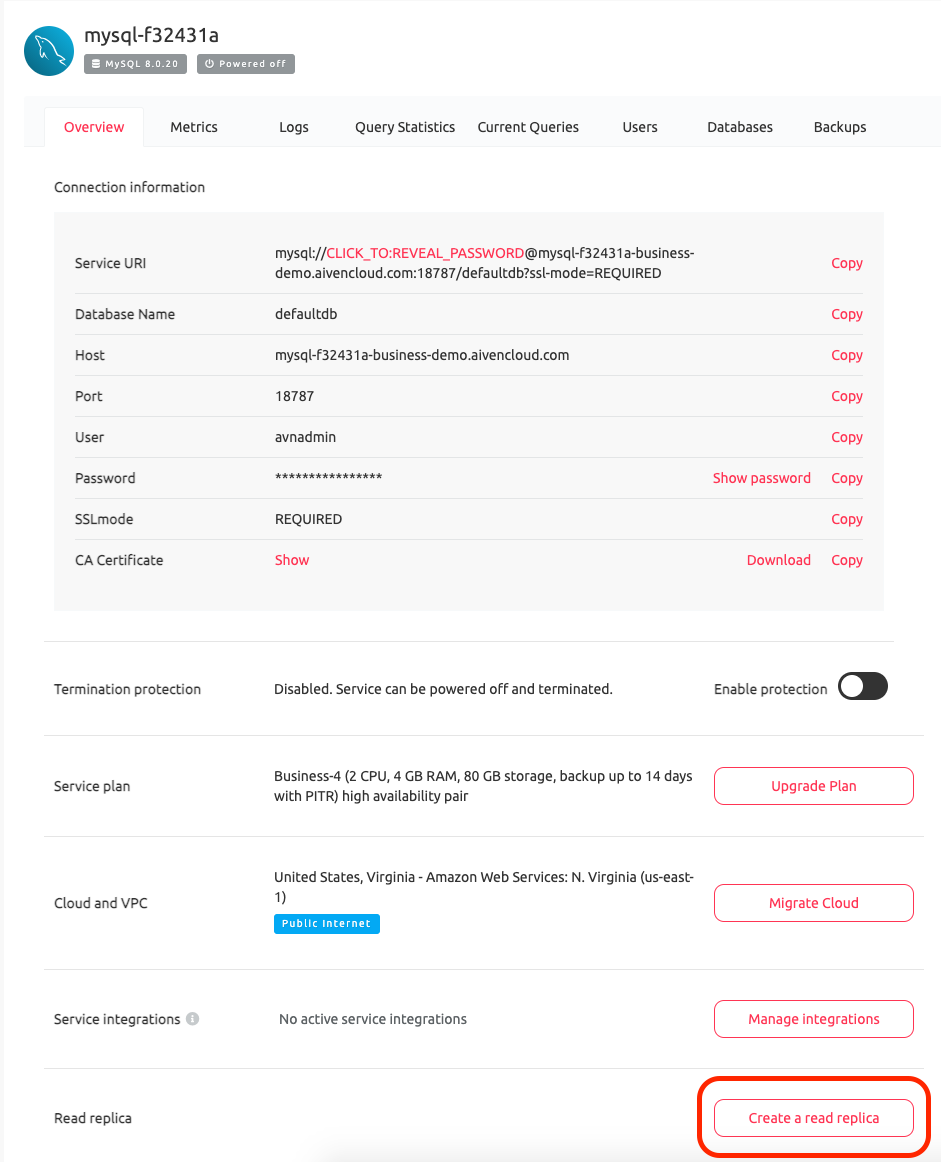 mysql-f32431a
MySQL 8.0.20 Powered off
Overview Metrics Logs Query Statistics Current Queries Users Databases Backups
Connection information
Service URI mysql://CLICK_TO:REVEAL_PASSWORD@mysql-f32431a-business-
demo.aivencloud.com:18787/defaultdb?ssl-mode=REQUIRED Copy
Database Name defaultdb Copy
Host mysql-f32431a-business-demo.aivencloud.com Copy
Port 18787 Copy
User avnadmin Copy
Password **************** Show password Copy
SSLmode REQUIRED Copy
CA Certificate Show Download Copy
Termination protection Disabled. Service can be powered off and terminated. Enable protection
Service plan Business-4 (2 CPU, 4 GB RAM, 80 GB storage, backup up to 14 days
with PITR) high availability pair Upgrade Plan
Cloud and VPC United States, Virginia - Amazon Web Services: N. Virginia (us-east-
1) Migrate Cloud
Public Internet
Service integrations No active service integrations Manage integrations
Read replica Create a read replica